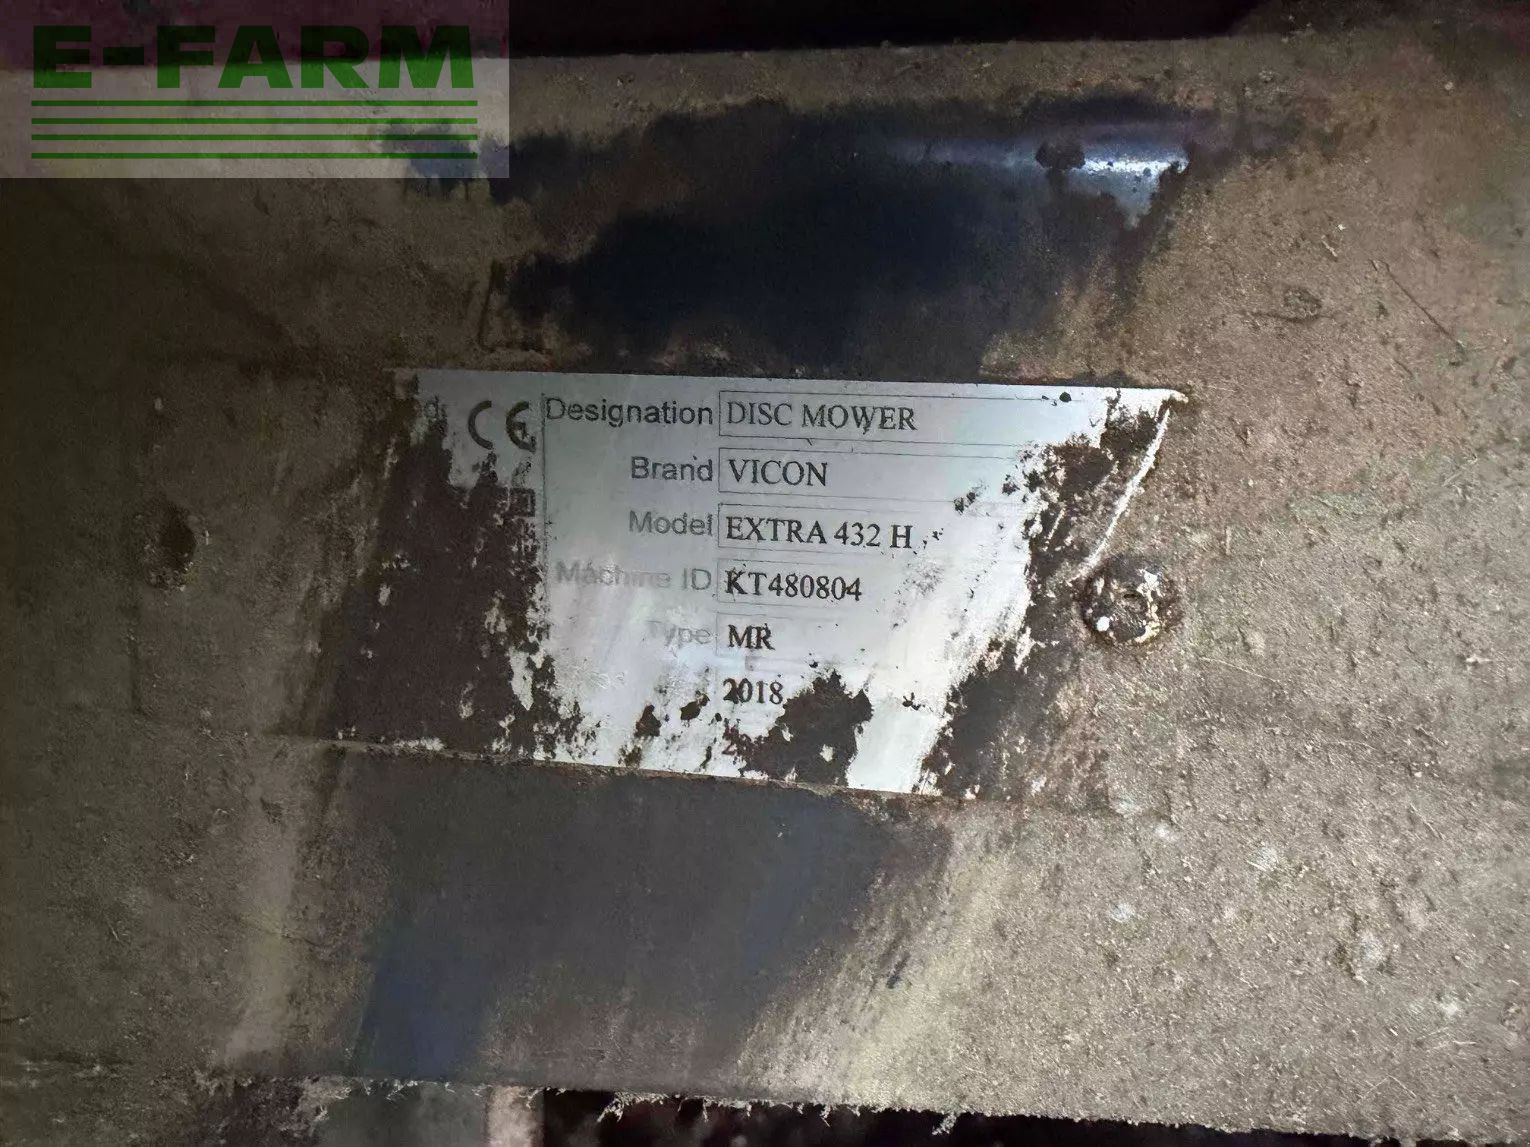 E-FARM
CE Designation DISC MOWER
Brand VICON
Model EXTRA 432 H
Machine ID KT480804
Type MR
2018